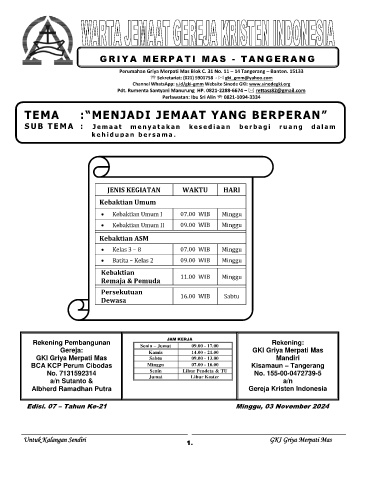 WARTA JEMAAT GEREJA KRISTEN INDONESIA
GRIYA MERPATI MAS - TANGERANG
Perumahan Griya Merpati Mas Blok C. 31 No. 11 – 14 Tangerang – Banten. 15133
Sekretariat: (021) 5901758 – gki_gmm@yahoo.com
Channel WhatsApp: s.id/gki-gmm Website Sinode GKI: www.sinodegki.org
Pdt. Rumenta Santyani Manurung HP. 0821-2288-6674 – rettasa82@gmail.com
Perlawatan: Ibu Sri Alin 0821-1094-3334
TEMA :“MENJADI JEMAAT YANG BERPERAN”
SUB TEMA : Jemaat menyatakan kesediaan berbagi ruang dalam
kehidupan bersama.
JENIS KEGIATAN WAKTU HARI
Kebaktian Umum
• Kebaktian Umum I 07.00 WIB Minggu
• Kebaktian Umum II 09.00 WIB Minggu
Kebaktian ASM
• Kelas 3 – 8 07.00 WIB Minggu
• Batita – Kelas 2 09.00 WIB Minggu
Kebaktian
Remaja & Pemuda 11.00 WIB Minggu
Persekutuan
Dewasa 16.00 WIB Sabtu
Rekening Pembangunan
Gereja:
GKI Griya Merpati Mas
BCA KCP Perum Cibodas
No. 7131592314
a/n Sutanto &
Albherd Ramadhan Putra
JAM KERJA
Senin – Jumat 09.00 - 17.00
Kamis 14.00 - 21.00
Sabtu 09.00 - 13.00
Minggu 07.00 - 16.00
Senin Libur Pendeta & TU
Jumat Libur Koster
Rekening:
GKI Griya Merpati Mas
Mandiri
Kisamaun – Tangerang
No. 155-00-0472739-5
a/n
Gereja Kristen Indonesia
Edisi. 07 – Tahun Ke-21
Minggu, 03 November 2024
Untuk Kalangan Sendiri
1.
GKI Griya Merpati Mas